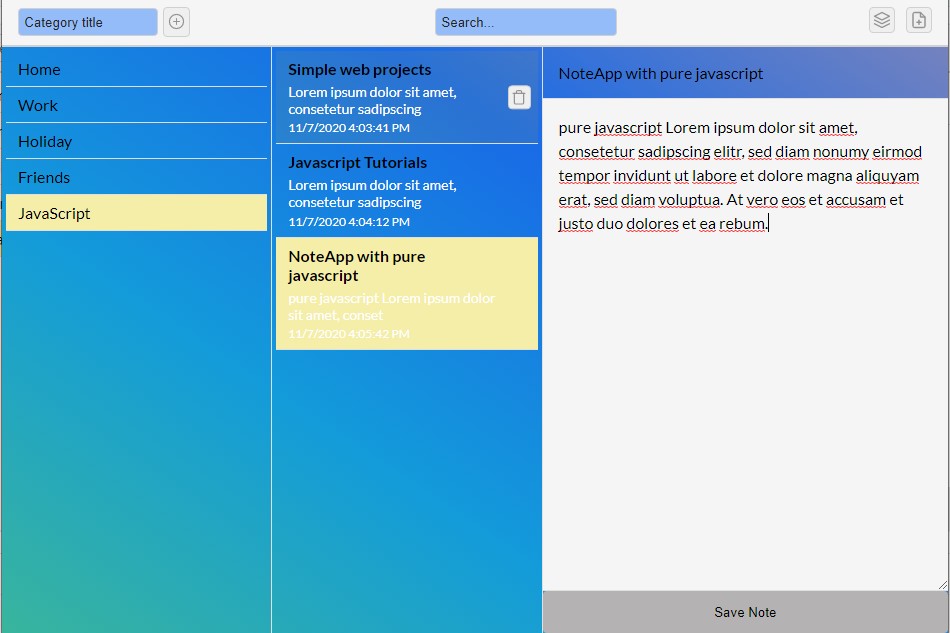 Category title
Search...
Home
Work
Holiday
Friends
JavaScript
Simple web projects
Lorem ipsum dolor sit amet,
consetetur sadipscing
11/7/2020 4:03:41 PM
Javascript Tutorials
Lorem ipsum dolor sit amet,
consetetur sadipscing
11/7/2020 4:04:12 PM
NoteApp with pure
javascript
pure javascript Lorem ipsum dolor
sit amet, conset
11/7/2020 4:05:42 PM
NoteApp with pure javascript
pure javascript Lorem ipsum dolor sit amet,
consetetur sadipscing elitr, sed diam nonumy eirmod
tempor invidunt ut labore et dolore magna aliquyam
erat, sed diam voluptua. At vero eos et accusam et
justo duo dolores et ea rebum.
Save Note